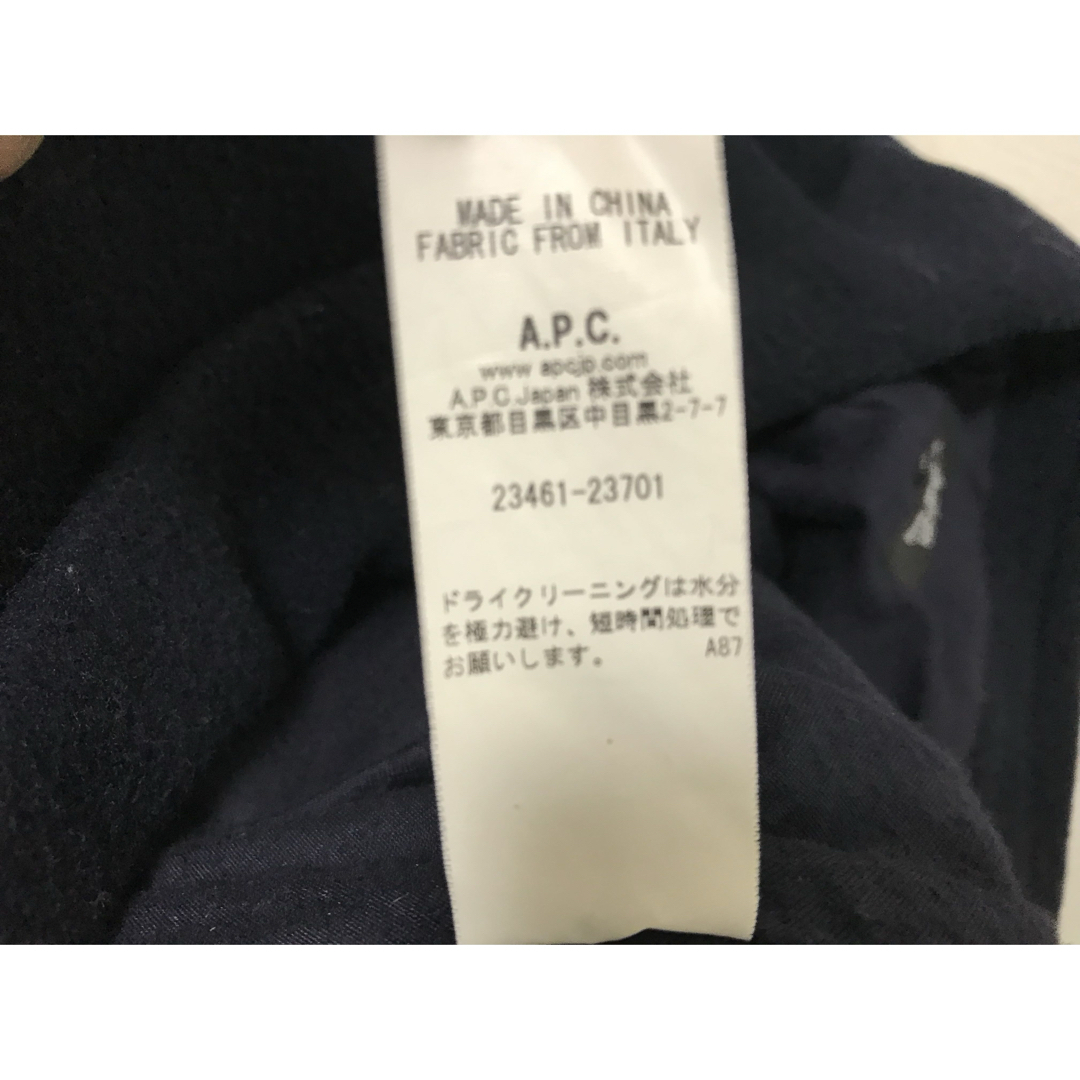 MADE IN CHINA
FABRIC FROM ITALY
A.P.C.
www.apcjp.com
A.P.C.Japan 株式会社
東京都目黒区中目黒2-7-7
23461-23701
ドライクリーニングは水分
を極力避け、短時間処理で
お願いします。 A87